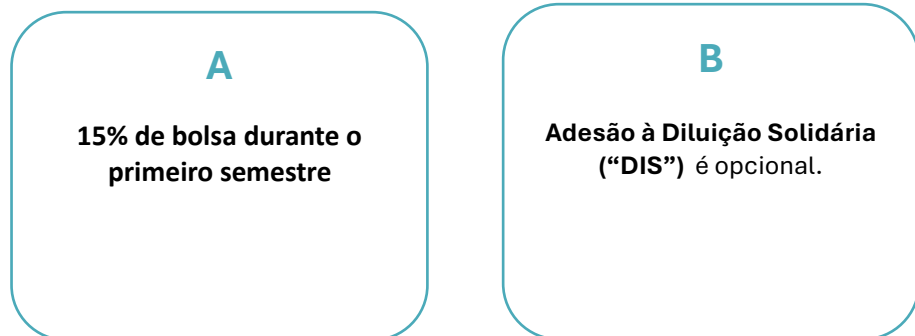 A
15% de bolsa durante o
primeiro semestre
B
Adesão à Diluição Solidária
(“DIS”) é opcional.